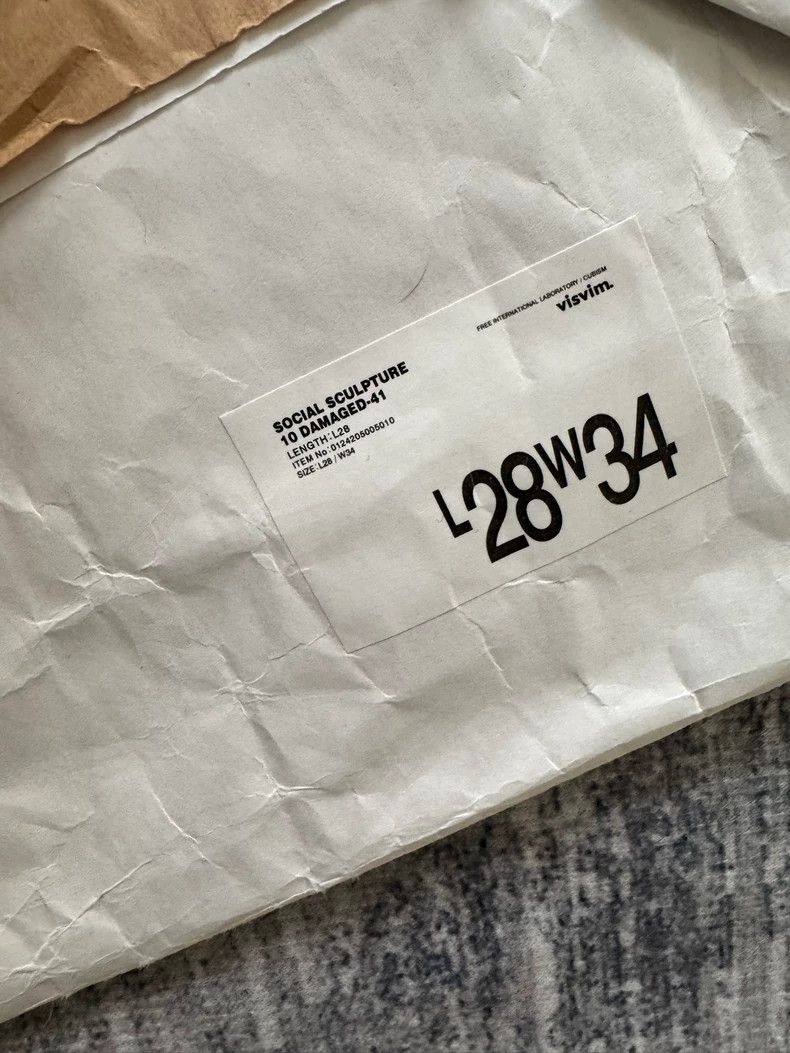 FREE INTERNATIONAL LABORATORY / CUBISM
visvim.
SOCIAL SCULPTURE
10 DAMAGED-41
LENGTH: L28
ITEM No: 0124205005010
SIZE: L28 / W34
L28W34